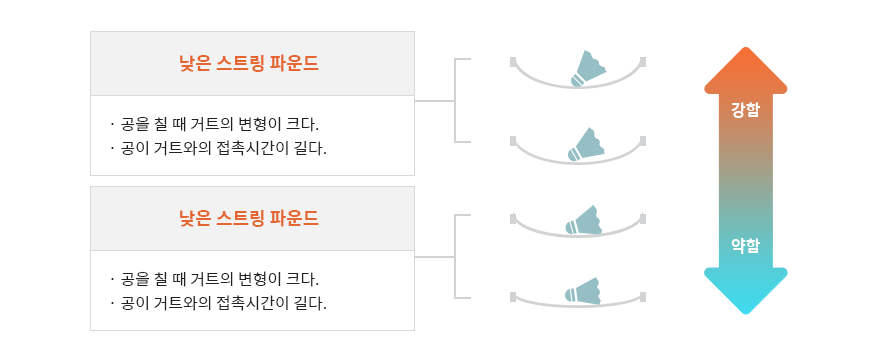 낮은 스트링 파운드
· 공을 칠 때 거트의 변형이 크다.
· 공이 거트와의 접촉시간이 길다.
강함
낮은 스트링 파운드
· 공을 칠 때 거트의 변형이 크다.
· 공이 거트와의 접촉시간이 길다.
약함